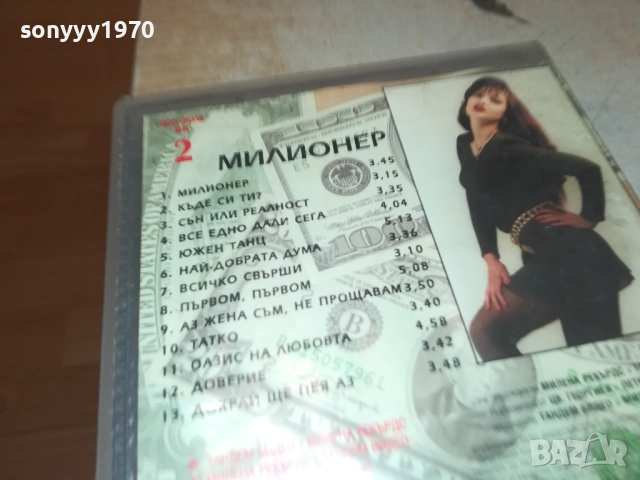 sonyyy1970
2
МИЛИОНЕР
1. МИЛИОНЕР 3.45
2. КЪДЕ СИ ТИ? 3,15
3. СЪН ИЛИ РЕАЛНОСТ 3,35
4. ВСЕ ЕДНО ДАЛИ СЕГА 4,04
5. ЮЖЕН ТАНЦ 5,13
6. НАЙ-ДОБРАТА ДУМА 3,36
7. ВСИЧКО СВЪРШИ 3,10
8. ПЪРВОМ, ПЪРВОМ 5,08
9. АЗ ЖЕНА СЪМ, НЕ ПРОЩАВАМ 3,50
10. ТАТКО 3,40
11. ОАЗИС НА ЛЮБОВТА 4,58
12. ДОВЕРИЕ 3,42
13. ДОКРАЙ ЩЕ ПЕЯ АЗ 3,48
100
B
BAZAR